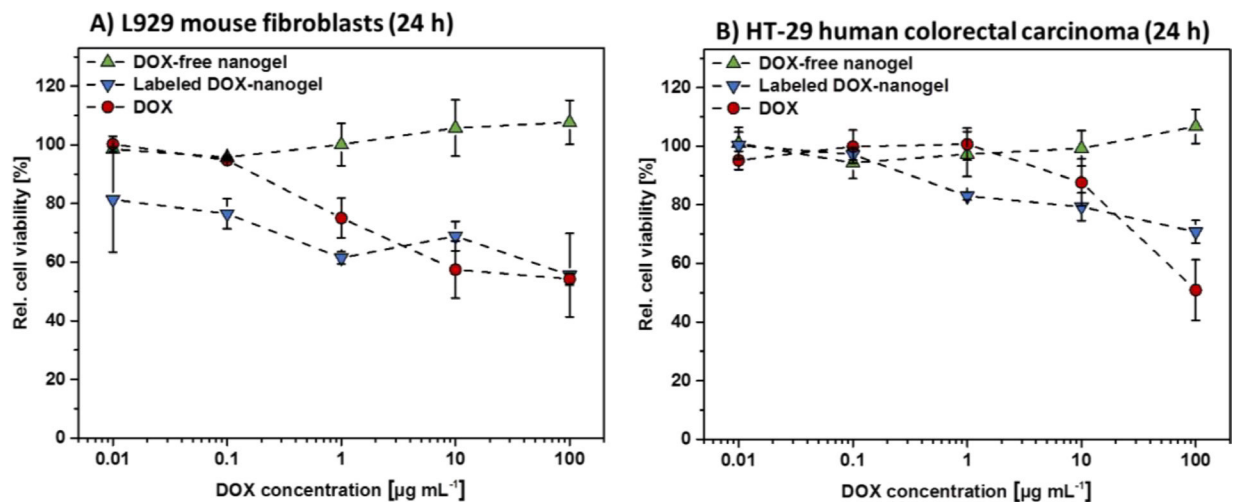 A) L929 mouse fibroblasts (24 h)
DOX-free nanogel
Labeled DOX-nanogel
DOX
Rel. cell viability [%]
120
100
80
60
40
20
0
0.01 0.1 1 10 100
DOX concentration [µg mL⁻¹]
B) HT-29 human colorectal carcinoma (24 h)
DOX-free nanogel
Labeled DOX-nanogel
DOX
Rel. cell viability [%]
120
100
80
60
40
20
0
0.01 0.1 1 10 100
DOX concentration [µg mL⁻¹]